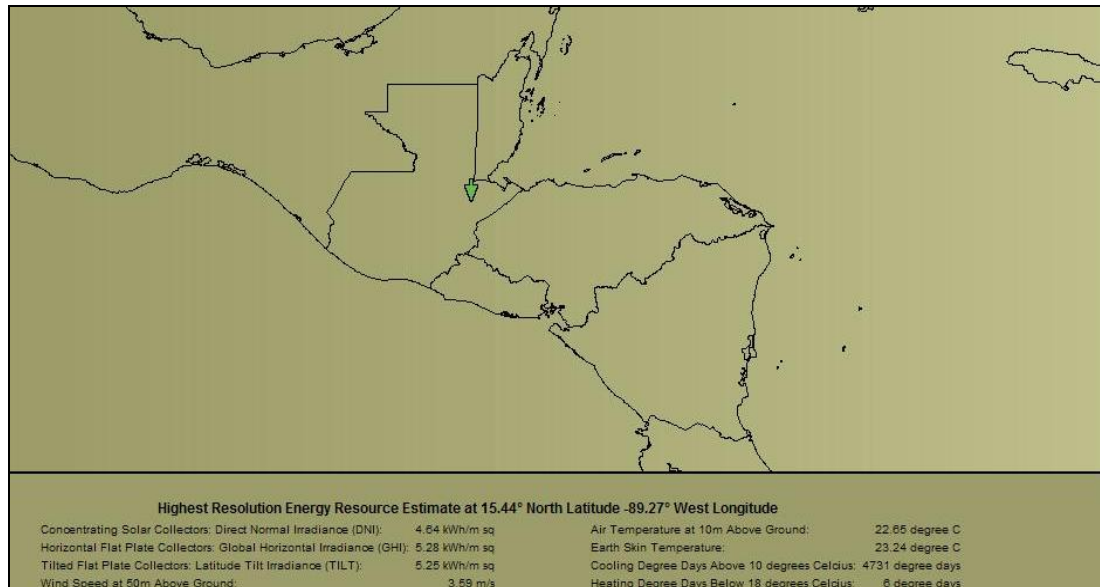 Highest Resolution Energy Resource Estimate at 15.44° North Latitude -89.27° West Longitude
Concentrating Solar Collectors: Direct Normal Irradiance (DNI): 4.64 kWh/m sq
Horizontal Flat Plate Collectors: Global Horizontal Irradiance (GHI): 5.28 kWh/m sq
Tilted Flat Plate Collectors: Latitude Tilt Irradiance (TILT): 5.25 kWh/m sq
Wind Speed at 50m Above Ground: 3.59 m/s
Air Temperature at 10m Above Ground: 22.65 degree C
Earth Skin Temperature: 23.24 degree C
Cooling Degree Days Above 10 degrees Celcius: 4731 degree days
Heating Degree Days Below 18 degrees Celcius: 6 degree days